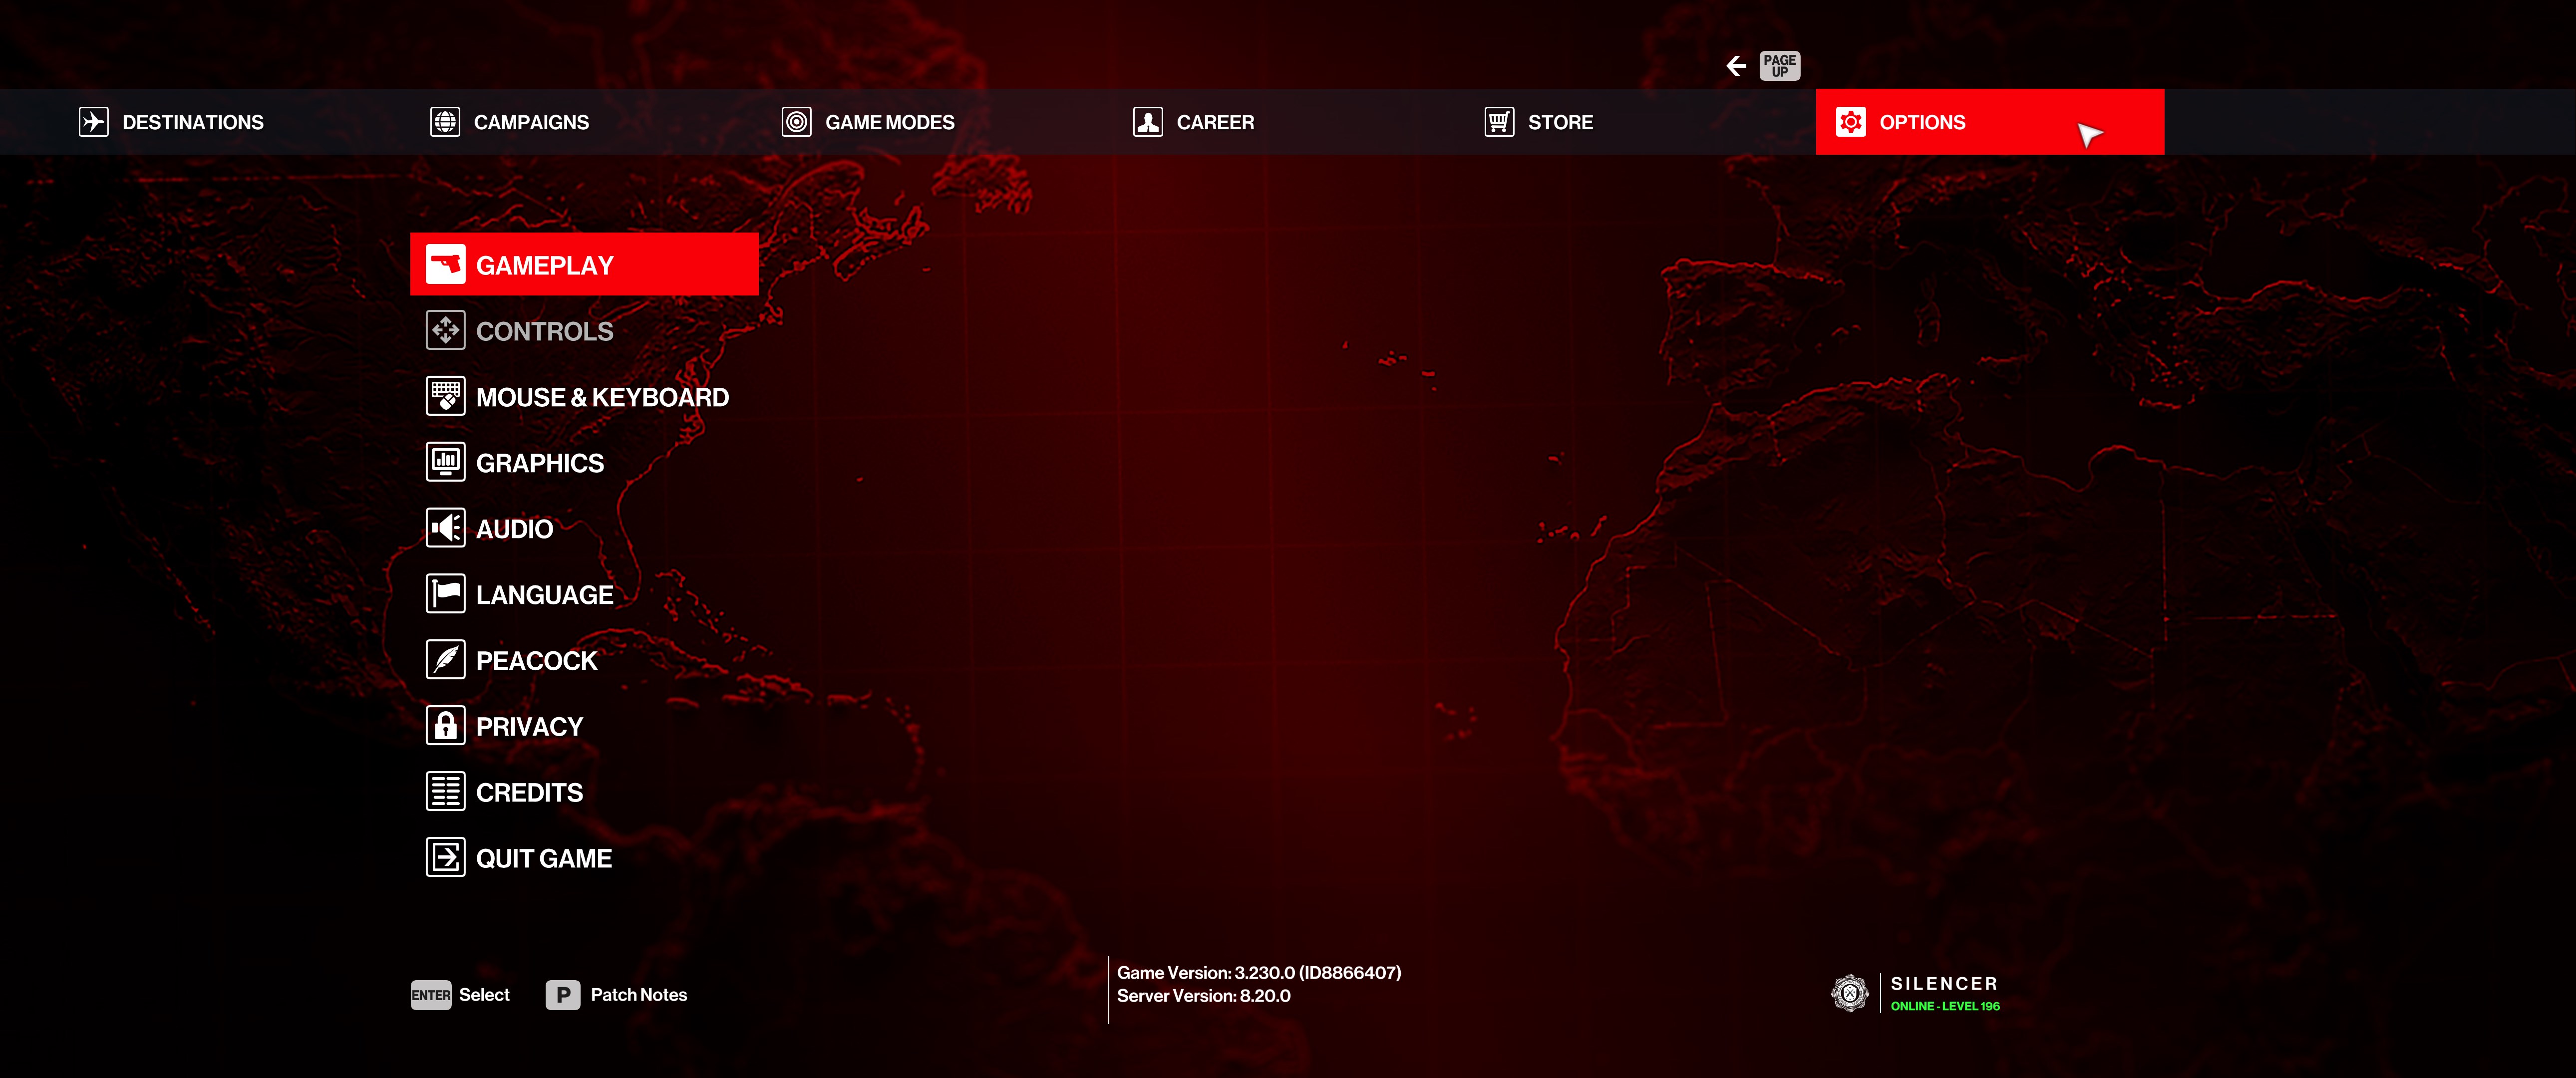 PAGE
UP
DESTINATIONS
CAMPAIGNS
GAME MODES
CAREER
STORE
OPTIONS
GAMEPLAY
CONTROLS
MOUSE & KEYBOARD
GRAPHICS
AUDIO
LANGUAGE
PEACOCK
PRIVACY
CREDITS
QUIT GAME
ENTER Select
P Patch Notes
Game Version: 3.230.0 (ID8866407)
Server Version: 8.20.0
SILENCER
ONLINE - LEVEL 196